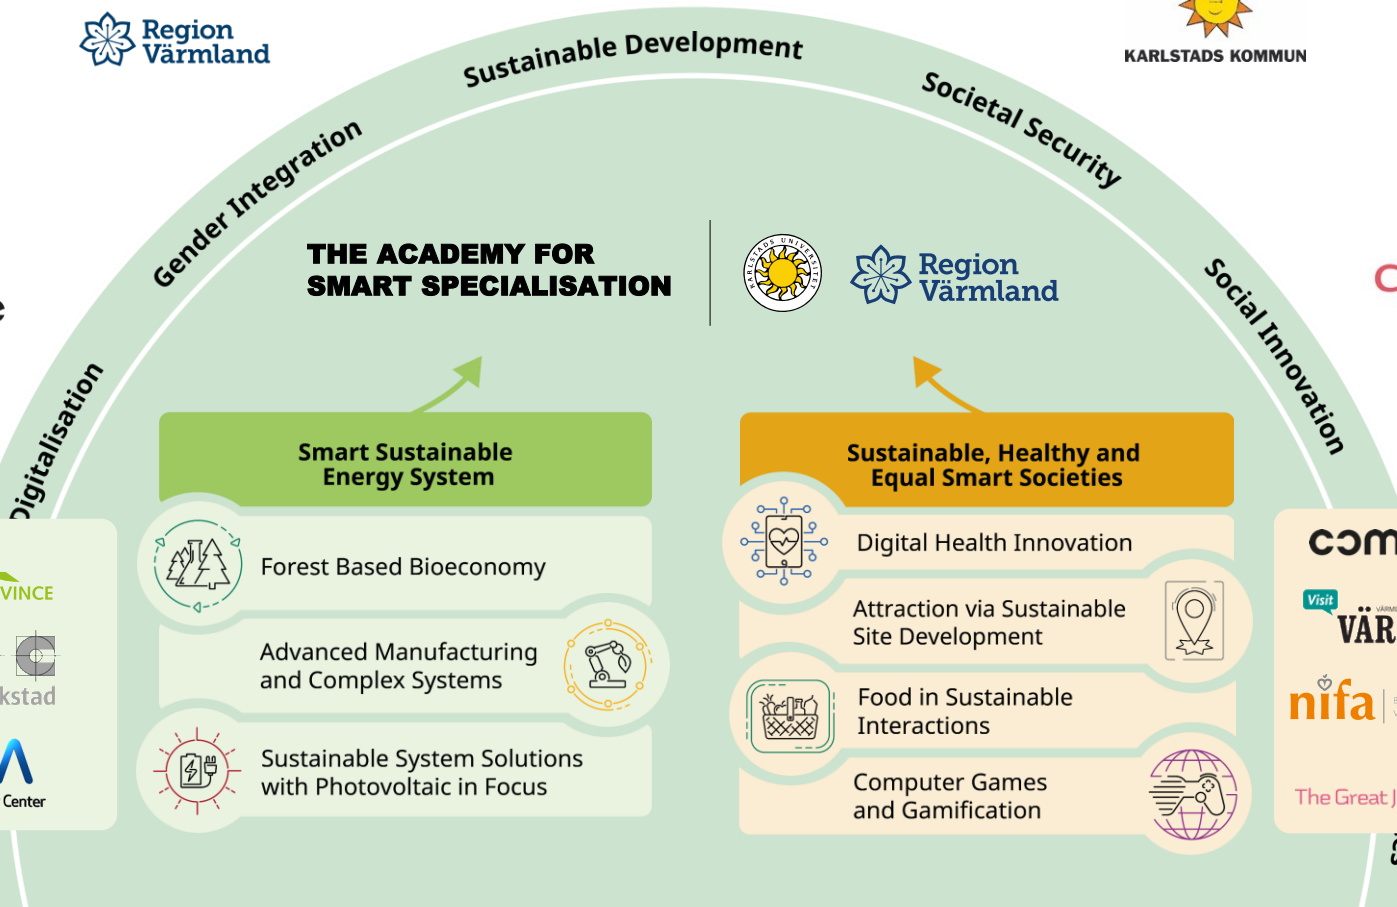 Region
Värmland
KARLSTADS KOMMUN
Sustainable Development
Societal Security
Gender Integration
Social Innovation
Digitalisation
THE ACADEMY FOR
SMART SPECIALISATION
KARLSTADS UNIVERSITET
Region
Värmland
Smart Sustainable
Energy System
Forest Based Bioeconomy
Advanced Manufacturing
and Complex Systems
Sustainable System Solutions
with Photovoltaic in Focus
Sustainable, Healthy and
Equal Smart Societies
Digital Health Innovation
Attraction via Sustainable
Site Development
Food in Sustainable
Interactions
Computer Games
and Gamification
VINCE
kstad
Center
Visit
VÄR
nifa
The Great J